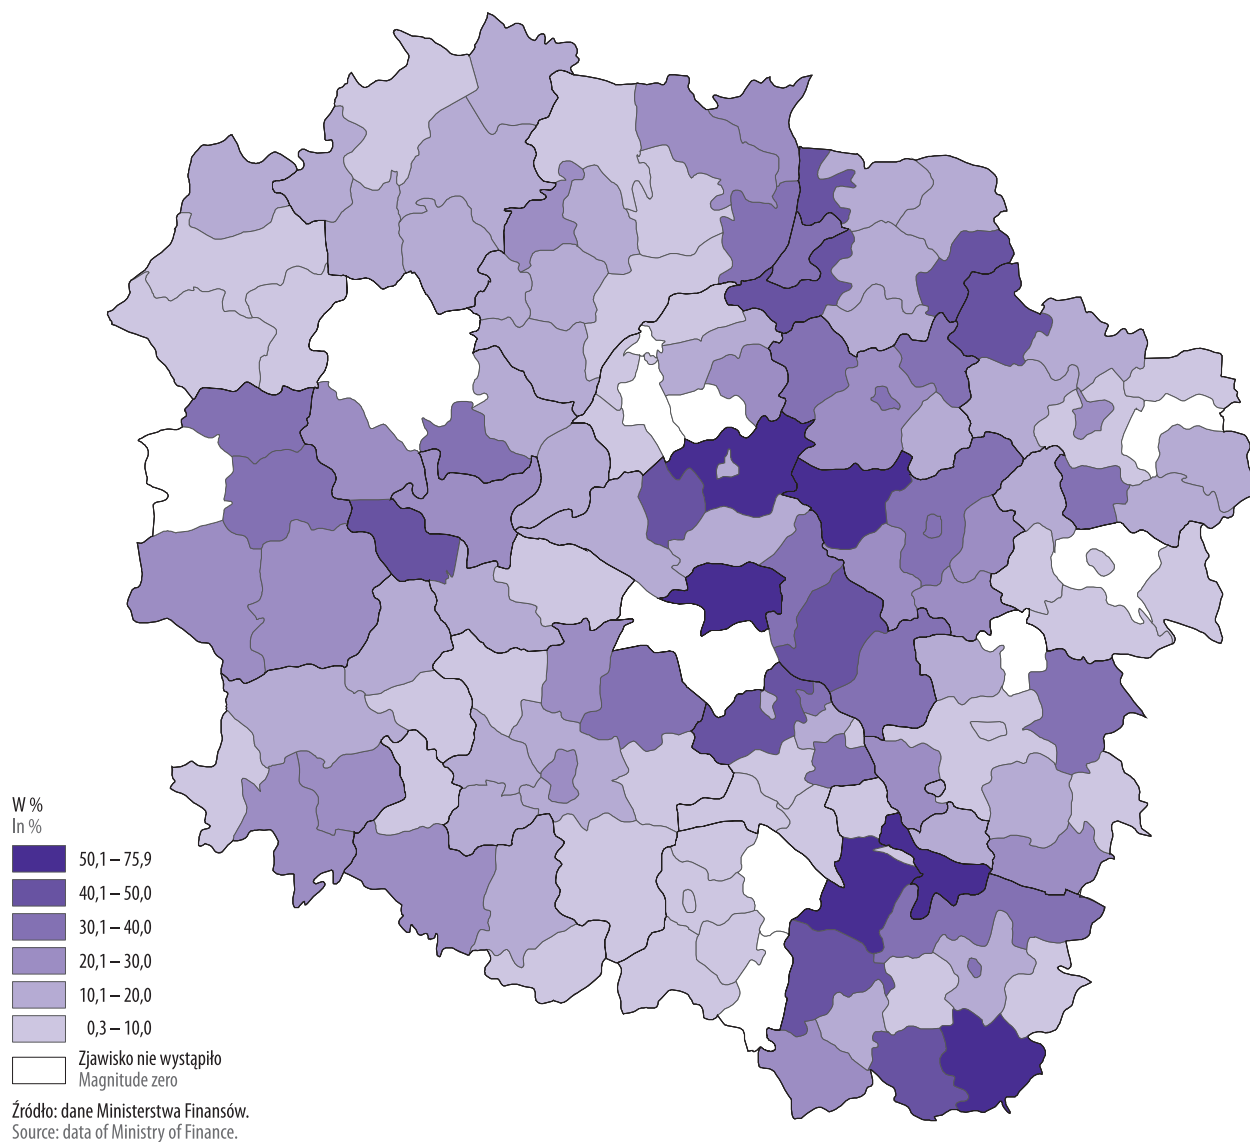 W %
In %
50,1 – 75,9
40,1 – 50,0
30,1 – 40,0
20,1 – 30,0
10,1 – 20,0
0,3 – 10,0
Zjawisko nie wystąpiło
Magnitude zero
Źródło: dane Ministerstwa Finansów.
Source: data of Ministry of Finance.